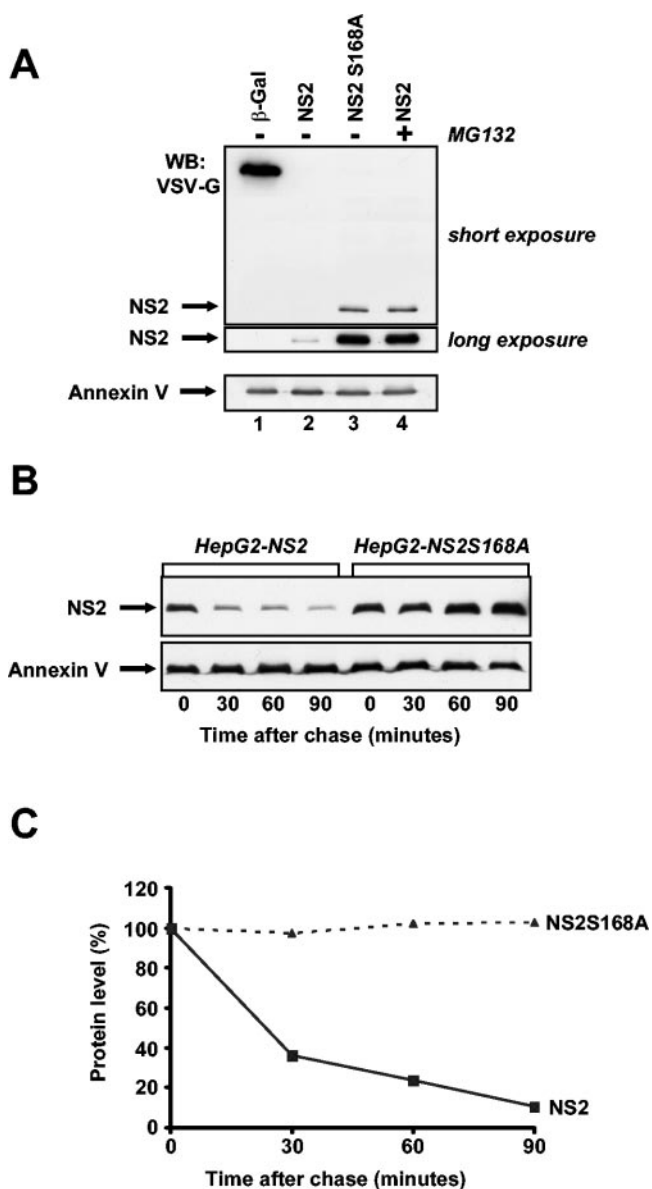 A
β-Gal
NS2
NS2 S168A
NS2
- - - + MG132
WB:
VSV-G
short exposure
NS2
NS2
long exposure
Annexin V
1 2 3 4
B
HepG2-NS2 HepG2-NS2S168A
NS2
Annexin V
0 30 60 90 0 30 60 90
Time after chase (minutes)
C
120
100
80
60
40
20
0
Protein level (%)
NS2S168A
NS2
0 30 60 90
Time after chase (minutes)